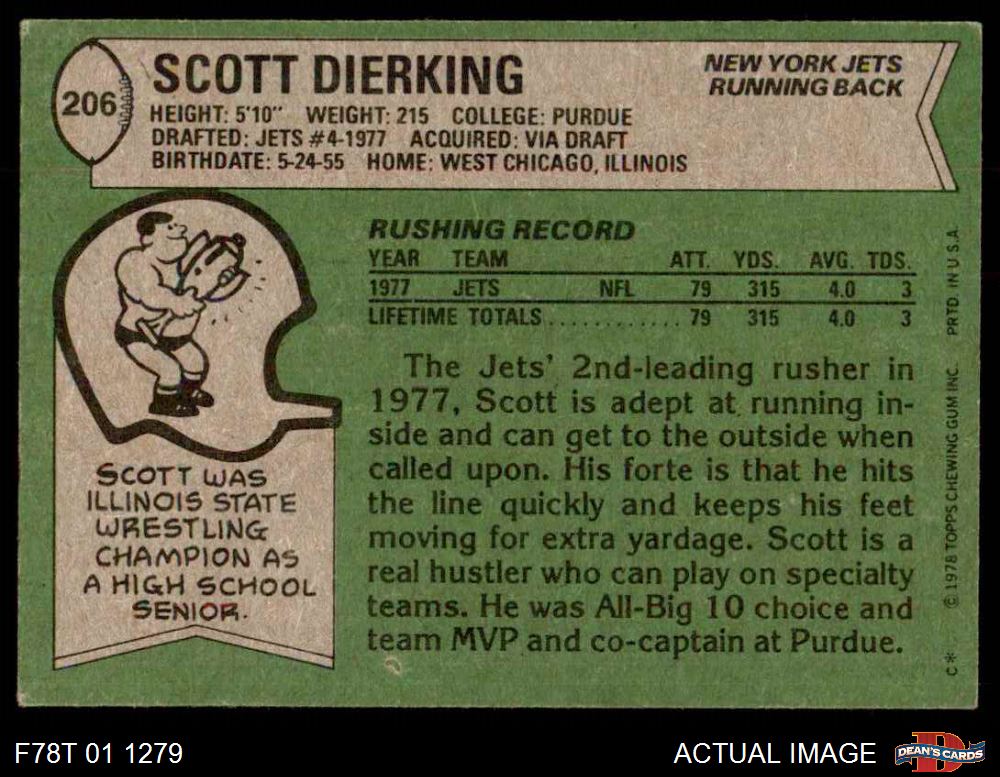 206
SCOTT DIERKING
NEW YORK JETS
RUNNING BACK
HEIGHT: 5'10" WEIGHT: 215 COLLEGE: PURDUE
DRAFTED: JETS #4-1977 ACQUIRED: VIA DRAFT
BIRTHDATE: 5-24-55 HOME: WEST CHICAGO, ILLINOIS
RUSHING RECORD
YEAR TEAM ATT. YDS. AVG. TDS.
1977 JETS NFL 79 315 4.0 3
LIFETIME TOTALS............ 79 315 4.0 3
The Jets' 2nd-leading rusher in
1977, Scott is adept at running in-
side and can get to the outside when
called upon. His forte is that he hits
the line quickly and keeps his feet
moving for extra yardage. Scott is a
real hustler who can play on specialty
teams. He was All-Big 10 choice and
team MVP and co-captain at Purdue.
SCOTT WAS
ILLINOIS STATE
WRESTLING
CHAMPION AS
A HIGH SCHOOL
SENIOR.
C* © 1978 TOPPS CHEWING GUM INC. PRTD. IN U.S.A.
F78T 01 1279
ACTUAL IMAGE
DEAN'S CARDS